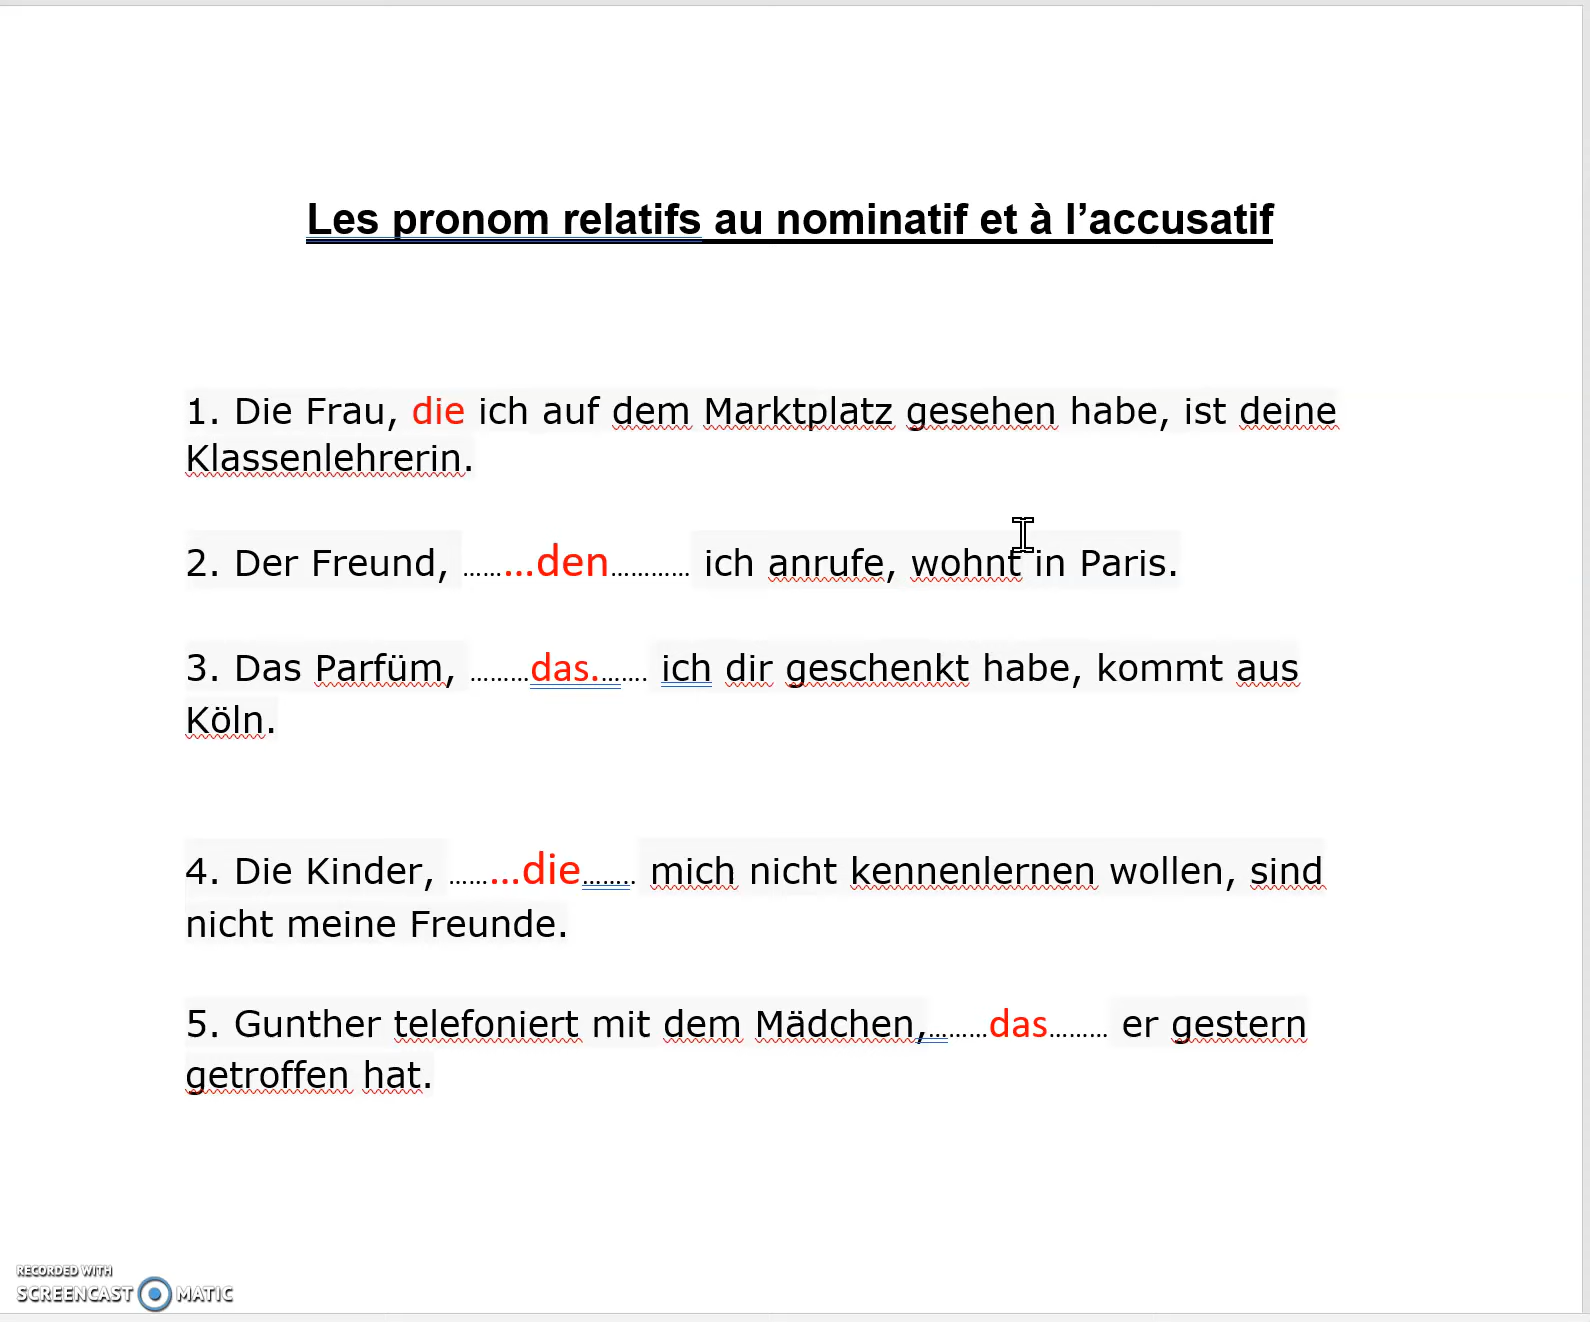 Les pronom relatifs au nominatif et à l’accusatif
1. Die Frau, die ich auf dem Marktplatz gesehen habe, ist deine
Klassenlehrerin.
2. Der Freund, ………den………… ich anrufe, wohnt in Paris.
3. Das Parfüm, ………das.……. ich dir geschenkt habe, kommt aus
Köln.
4. Die Kinder, ………die…….. mich nicht kennenlernen wollen, sind
nicht meine Freunde.
5. Gunther telefoniert mit dem Mädchen,………das……… er gestern
getroffen hat.
RECORDED WITH
SCREENCAST MATIC